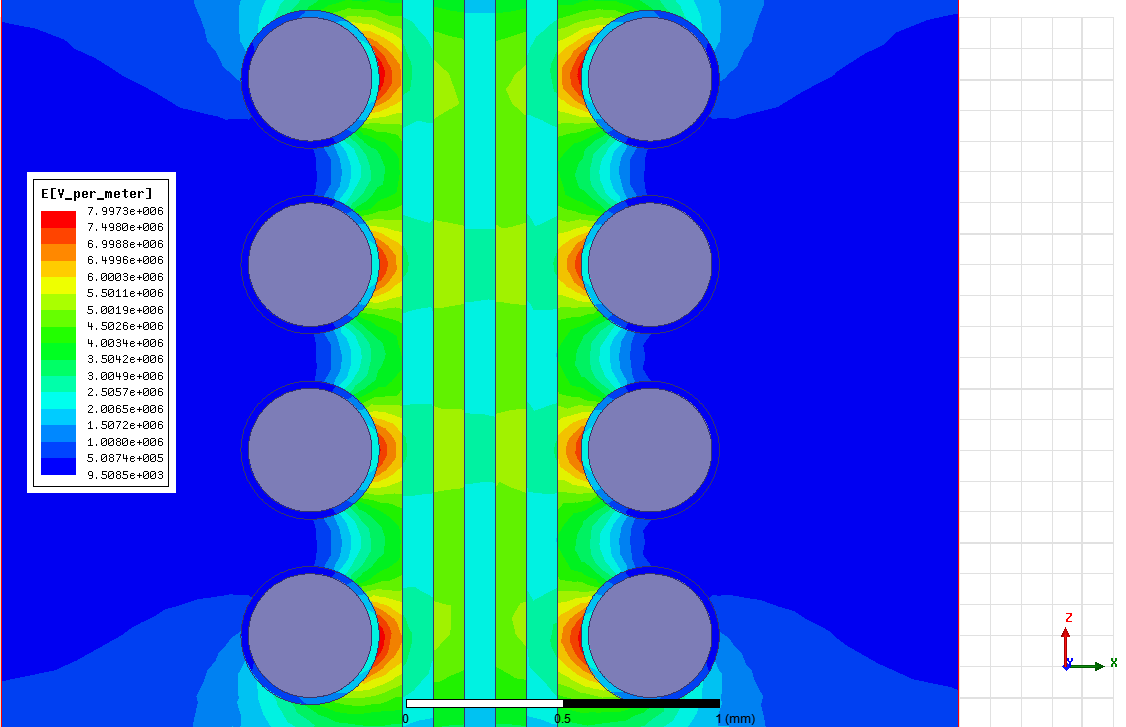 E[V_per_meter]
7.9973e+006
7.4980e+006
6.9988e+006
6.4996e+006
6.0003e+006
5.5011e+006
5.0019e+006
4.5026e+006
4.0034e+006
3.5042e+006
3.0049e+006
2.5057e+006
2.0065e+006
1.5072e+006
1.0080e+006
5.0874e+005
9.5085e+003
Z
Y X
0 0.5 1 (mm)